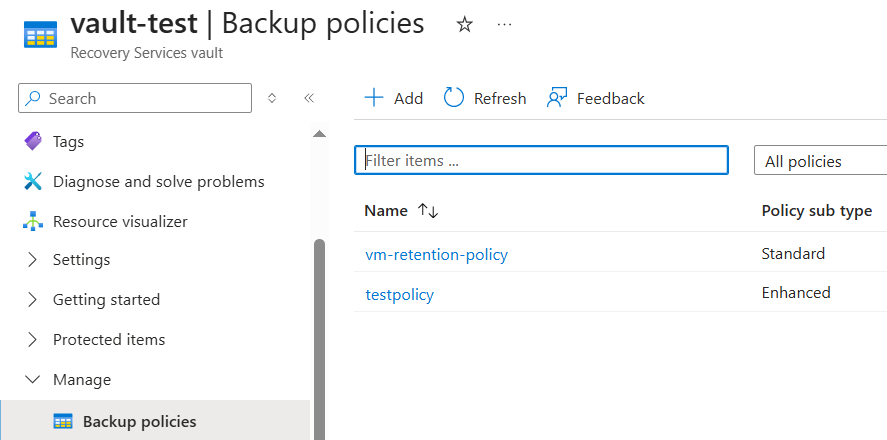 vault-test | Backup policies ☆ ...
Recovery Services vault
Search
Tags
Diagnose and solve problems
Resource visualizer
Settings
Getting started
Protected items
Manage
Backup policies
Add Refresh Feedback
Filter items ... All policies
Name Policy sub type
vm-retention-policy Standard
testpolicy Enhanced